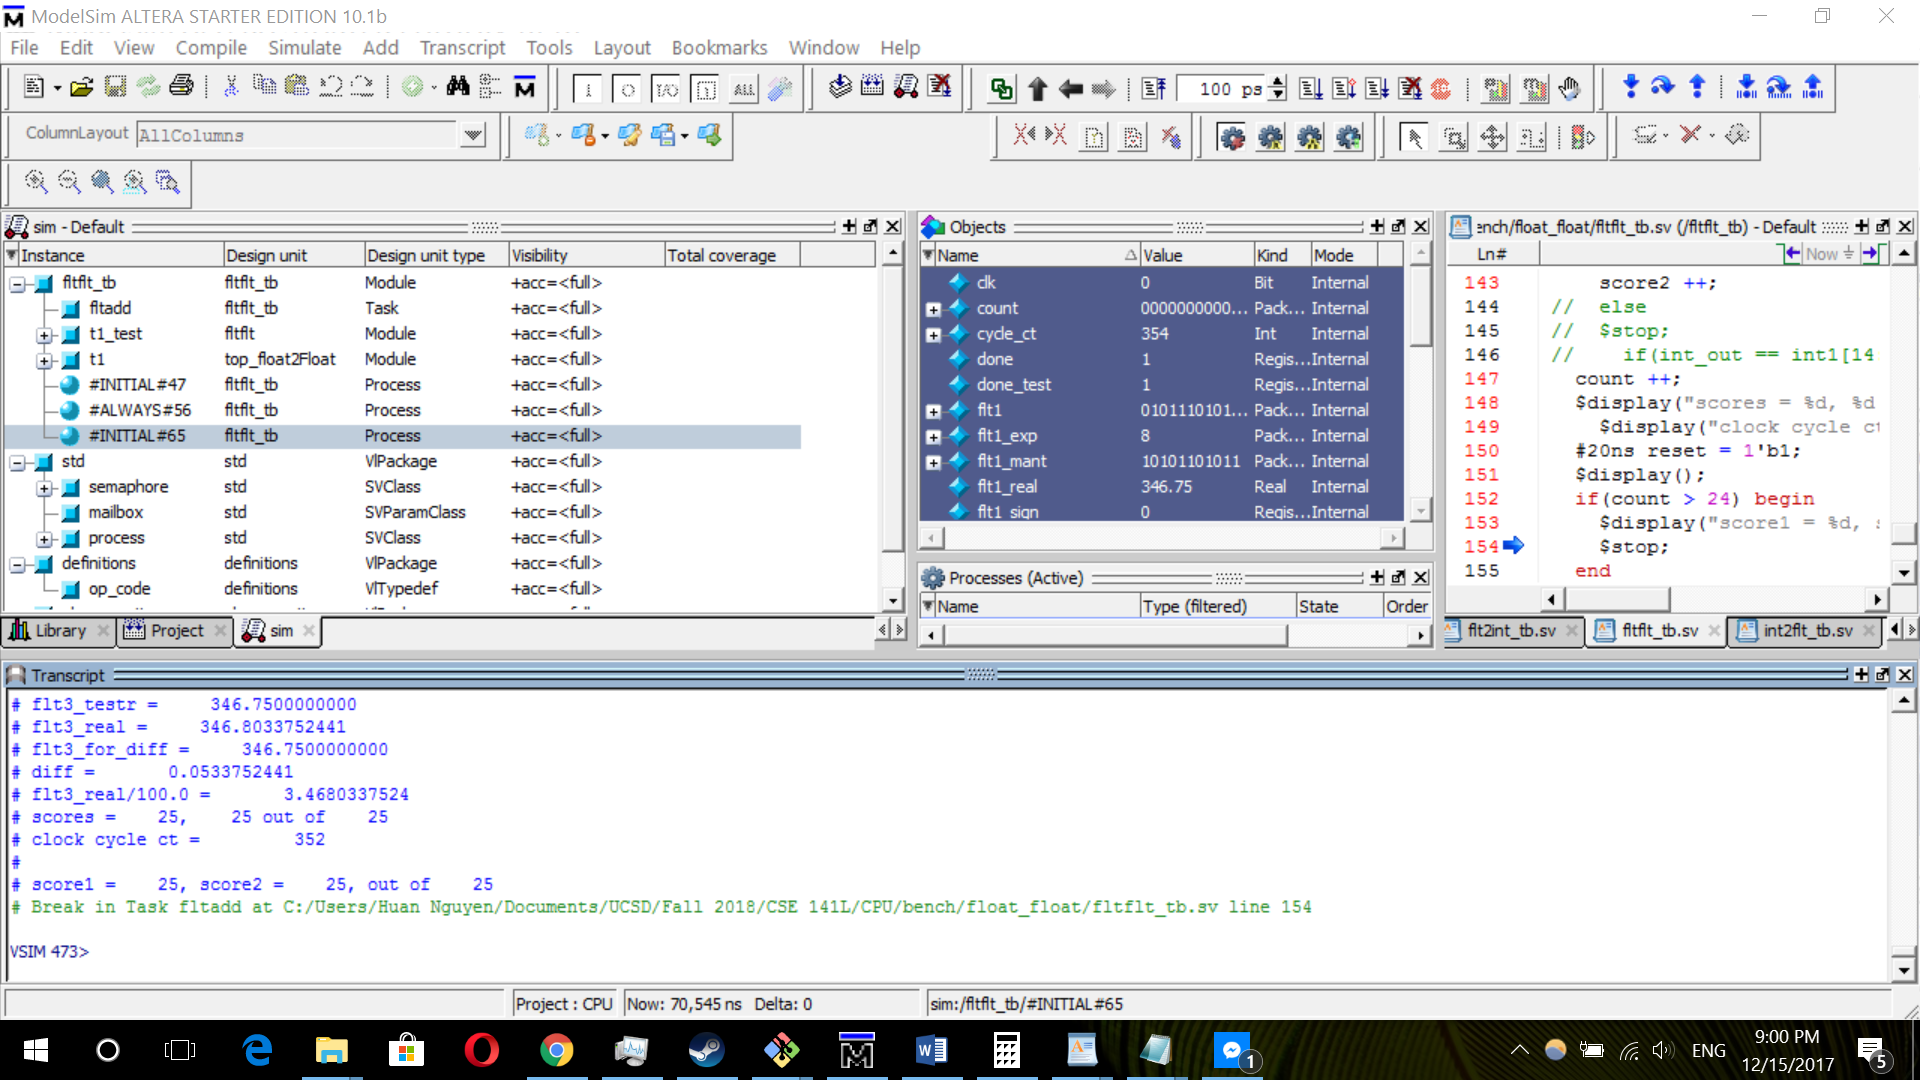 ModelSim ALTERA STARTER EDITION 10.1b
File Edit View Compile Simulate Add Transcript Tools Layout Bookmarks Window Help
100 ps
ColumnLayout AllColumns
sim - Default
Instance Design unit Design unit type Visibility Total coverage
fltflt_tb fltflt_tb Module +acc=<full>
fltadd fltflt_tb Task +acc=<full>
t1_test fltflt Module +acc=<full>
t1 top_float2Float Module +acc=<full>
#INITIAL#47 fltflt_tb Process +acc=<full>
#ALWAYS#56 fltflt_tb Process +acc=<full>
#INITIAL#65 fltflt_tb Process +acc=<full>
std std VlPackage +acc=<full>
semaphore std SVClass +acc=<full>
mailbox std SVParamClass +acc=<full>
process std SVClass +acc=<full>
definitions definitions VlPackage +acc=<full>
op_code definitions VlTypedef +acc=<full>
Library Project sim
Objects
Name Value Kind Mode
clk 0 Bit Internal
count 0000000000... Pack... Internal
cycle_ct 354 Int Internal
done 1 Regis... Internal
done_test 1 Regis... Internal
flt1 0101110101... Pack... Internal
flt1_exp 8 Pack... Internal
flt1_mant 10101101011 Pack... Internal
flt1_real 346.75 Real Internal
flt1_sign 0 Regis... Internal
Processes (Active)
Name Type (filtered) State Order
ench/float_float/fltflt_tb.sv (/fltflt_tb) - Default
Ln# Now
143 score2 ++;
144 // else
145 // $stop;
146 // if(int_out == int1[14
147 count ++;
148 $display("scores = %d, %d
149 $display("clock cycle ct
150 #20ns reset = 1'b1;
151 $display();
152 if(count > 24) begin
153 $display("score1 = %d, s
154 $stop;
155 end
flt2int_tb.sv fltflt_tb.sv int2flt_tb.sv
Transcript
# flt3_testr = 346.7500000000
# flt3_real = 346.8033752441
# flt3_for_diff = 346.7500000000
# diff = 0.0533752441
# flt3_real/100.0 = 3.4680337524
# scores = 25, 25 out of 25
# clock cycle ct = 352
#
# score1 = 25, score2 = 25, out of 25
# Break in Task fltadd at C:/Users/Huan Nguyen/Documents/UCSD/Fall 2018/CSE 141L/CPU/bench/float_float/fltflt_tb.sv line 154
VSIM 473>
Project : CPU Now: 70,545 ns Delta: 0 sim:/fltflt_tb/#INITIAL#65
1 ENG 9:00 PM 5
12/15/2017